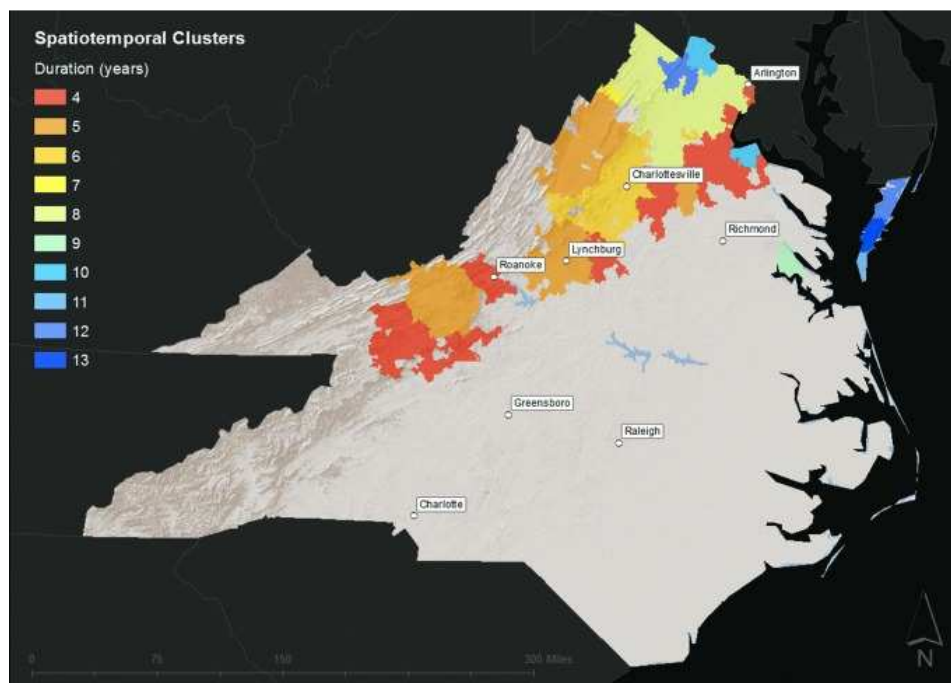 Spatiotemporal Clusters
Duration (years)
4
5
6
7
8
9
10
11
12
13
Arlington
Charlottesville
Richmond
Lynchburg
Roanoke
Greensboro
Raleigh
Charlotte
0 75 150 300 Miles
N